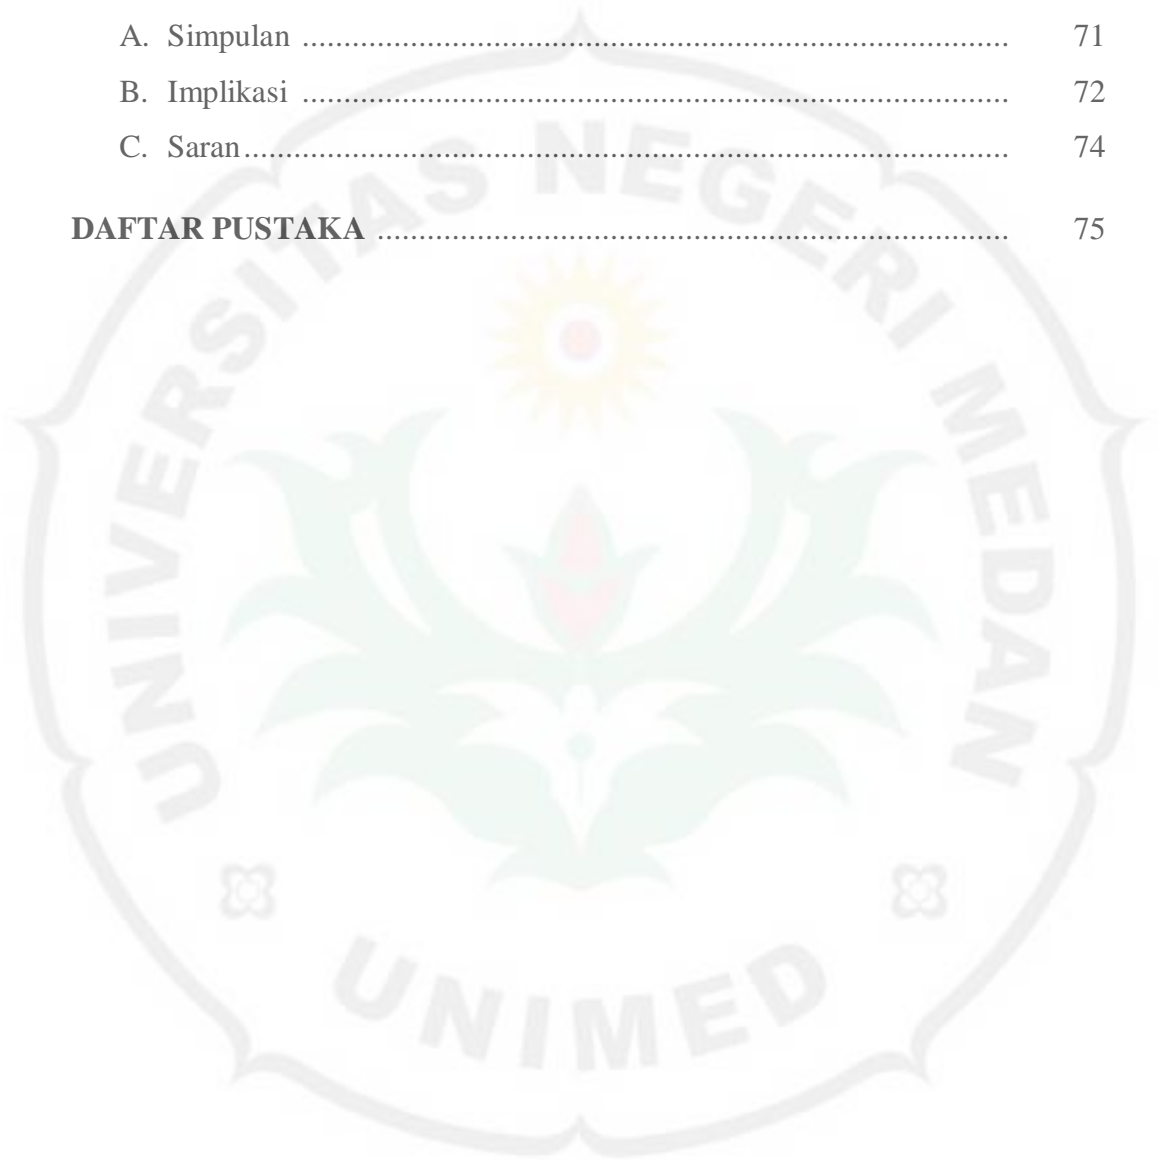 A. Simpulan ...................................................................................... 71
B. Implikasi ...................................................................................... 72
C. Saran............................................................................................. 74
DAFTAR PUSTAKA ............................................................................ 75
UNIVERSITAS NEGERI MEDAN
UNIMED